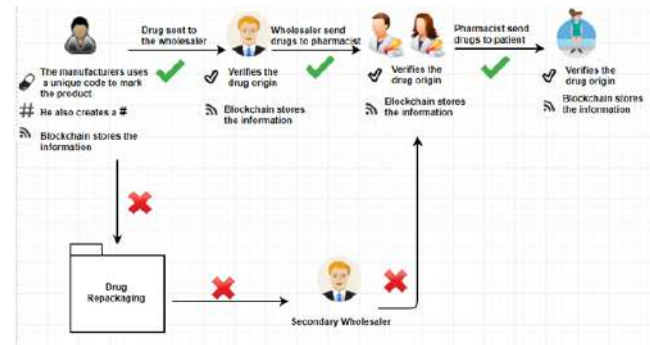 Drug sent to
the wholesaler
Wholesaler send
drugs to pharmacist
Pharmacist send
drugs to patient
The manufacturers uses
a unique code to mark
the product
# He also creates a #
Blockchain stores the
information
Verifies the
drug origin
Blockchain stores
the information
Verifies the
drug origin
Blockchain stores
the information
Verifies the
drug origin
Blockchain stores
the information
Drug
Repackaging
Secondary Wholesaler